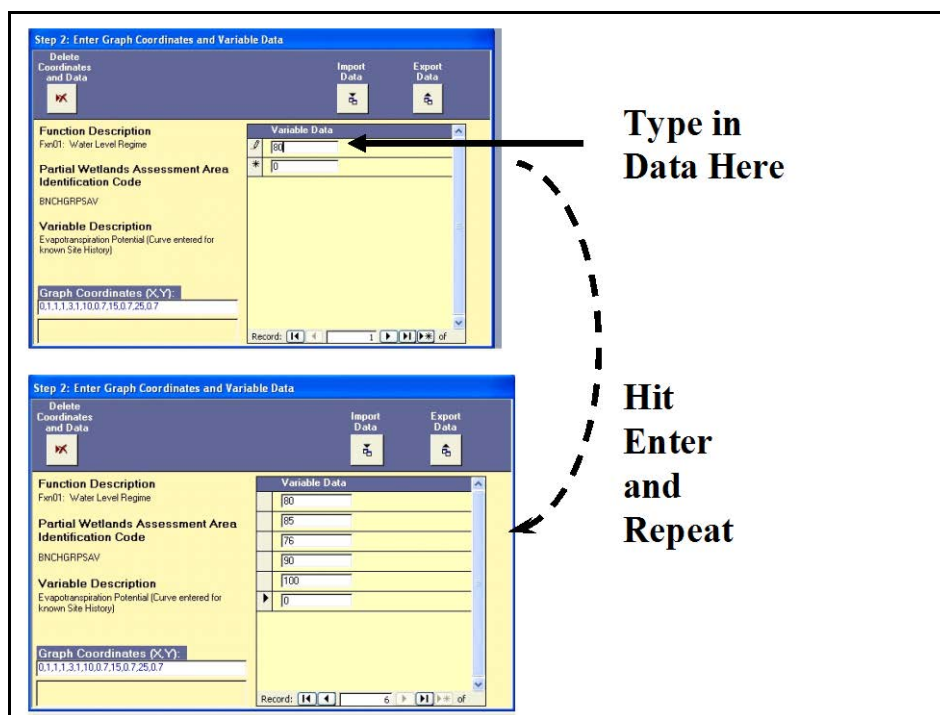 Step 2: Enter Graph Coordinates and Variable Data
Delete
Coordinates
and Data
Import
Data
Export
Data
Function Description
Fxn01: Water Level Regime
Partial Wetlands Assessment Area
Identification Code
BNCHGRPSAV
Variable Description
Evapotranspiration Potential (Curve entered for
known Site History)
Graph Coordinates (X,Y):
0,1,1,1,3,1,10,0.7,15,0.7,25,0.7
Variable Data
80
0
Record: 1 of
Type in
Data Here
Step 2: Enter Graph Coordinates and Variable Data
Delete
Coordinates
and Data
Import
Data
Export
Data
Function Description
Fxn01: Water Level Regime
Partial Wetlands Assessment Area
Identification Code
BNCHGRPSAV
Variable Description
Evapotranspiration Potential (Curve entered for
known Site History)
Graph Coordinates (X,Y):
0,1,1,1,3,1,10,0.7,15,0.7,25,0.7
Variable Data
80
85
76
90
100
0
Record: 6 of
Hit
Enter
and
Repeat